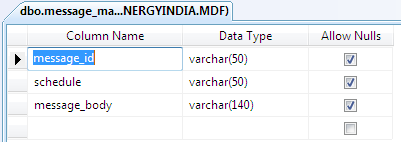 dbo.message_ma...NERGYINDIA.MDF)
Column Name Data Type Allow Nulls
message_id varchar(50)
schedule varchar(50)
message_body varchar(140)